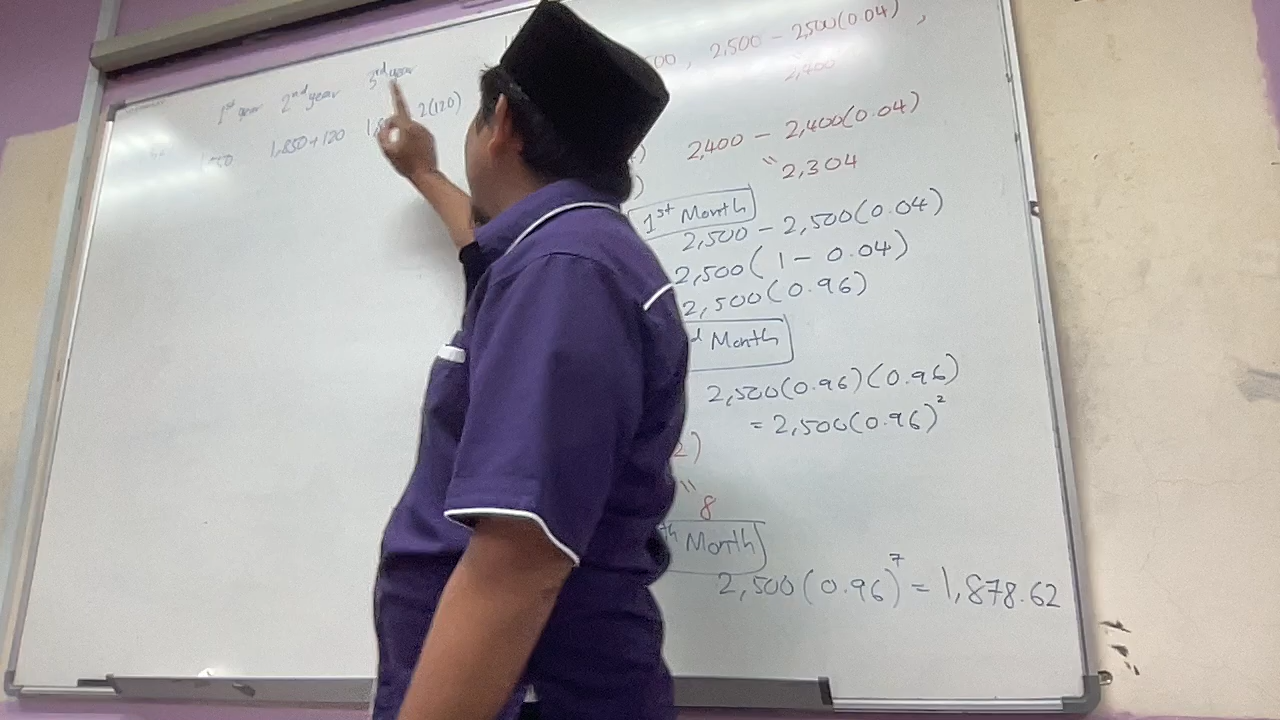 1st year 2nd year 3rd year
1,850+120 2(120)
2,500 - 2,500(0.04) ,
2,400
2,400 - 2,400(0.04)
" 2,304
1st Month
2,500 - 2,500(0.04)
2,500(1 - 0.04)
2,500(0.96)
Month
2,500(0.96)(0.96)
= 2,500(0.96)²
2)
" 8
th Month
2,500(0.96)⁷ = 1,878.62